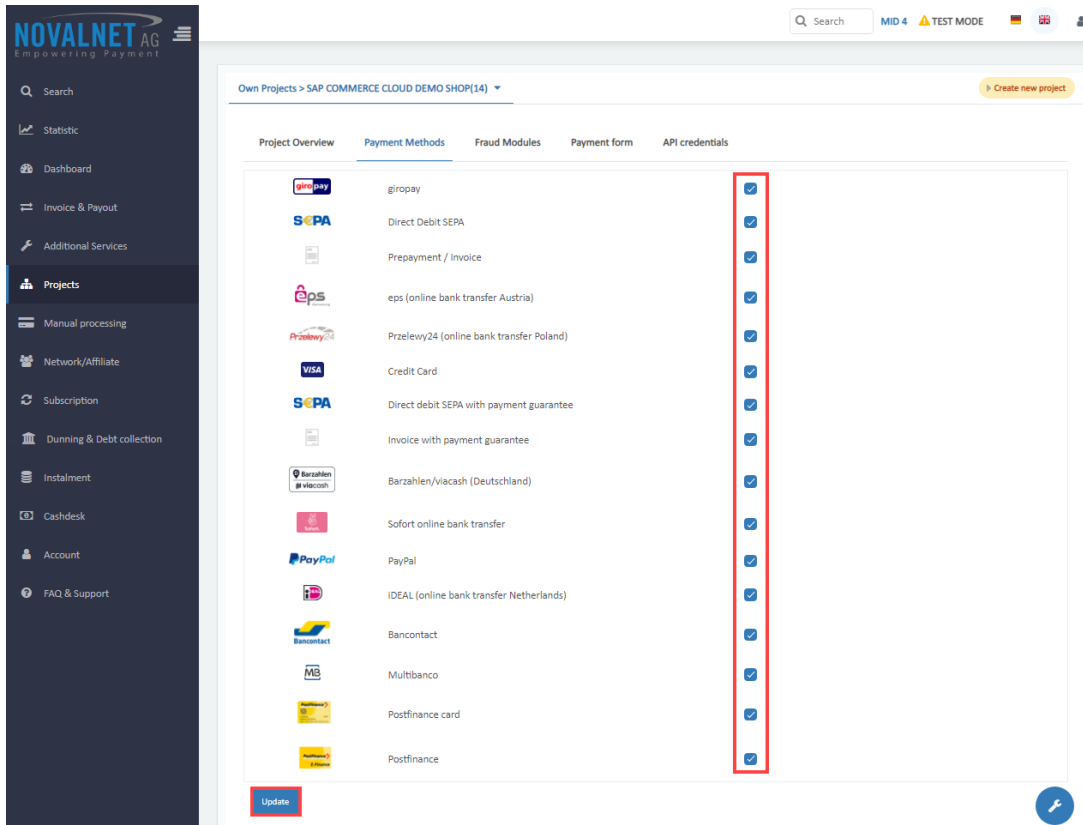 NOVALNET AG
Empowering Payment
Search
MID 4
TEST MODE
Search
Statistic
Dashboard
Invoice & Payout
Additional Services
Projects
Manual processing
Network/Affiliate
Subscription
Dunning & Debt collection
Instalment
Cashdesk
Account
FAQ & Support
Own Projects > SAP COMMERCE CLOUD DEMO SHOP(14)
Create new project
Project Overview
Payment Methods
Fraud Modules
Payment form
API credentials
giropay
giropay
SEPA
Direct Debit SEPA
Prepayment / Invoice
eps
eps (online bank transfer Austria)
Przelewy24
Przelewy24 (online bank transfer Poland)
VISA
Credit Card
SEPA
Direct debit SEPA with payment guarantee
Invoice with payment guarantee
Barzahlen
viacash
Barzahlen/viacash (Deutschland)
Sofort.
Sofort online bank transfer
PayPal
PayPal
iDEAL
iDEAL (online bank transfer Netherlands)
Bancontact
Bancontact
MB
Multibanco
PostFinance
Postfinance card
PostFinance
E-Finance
Postfinance
Update